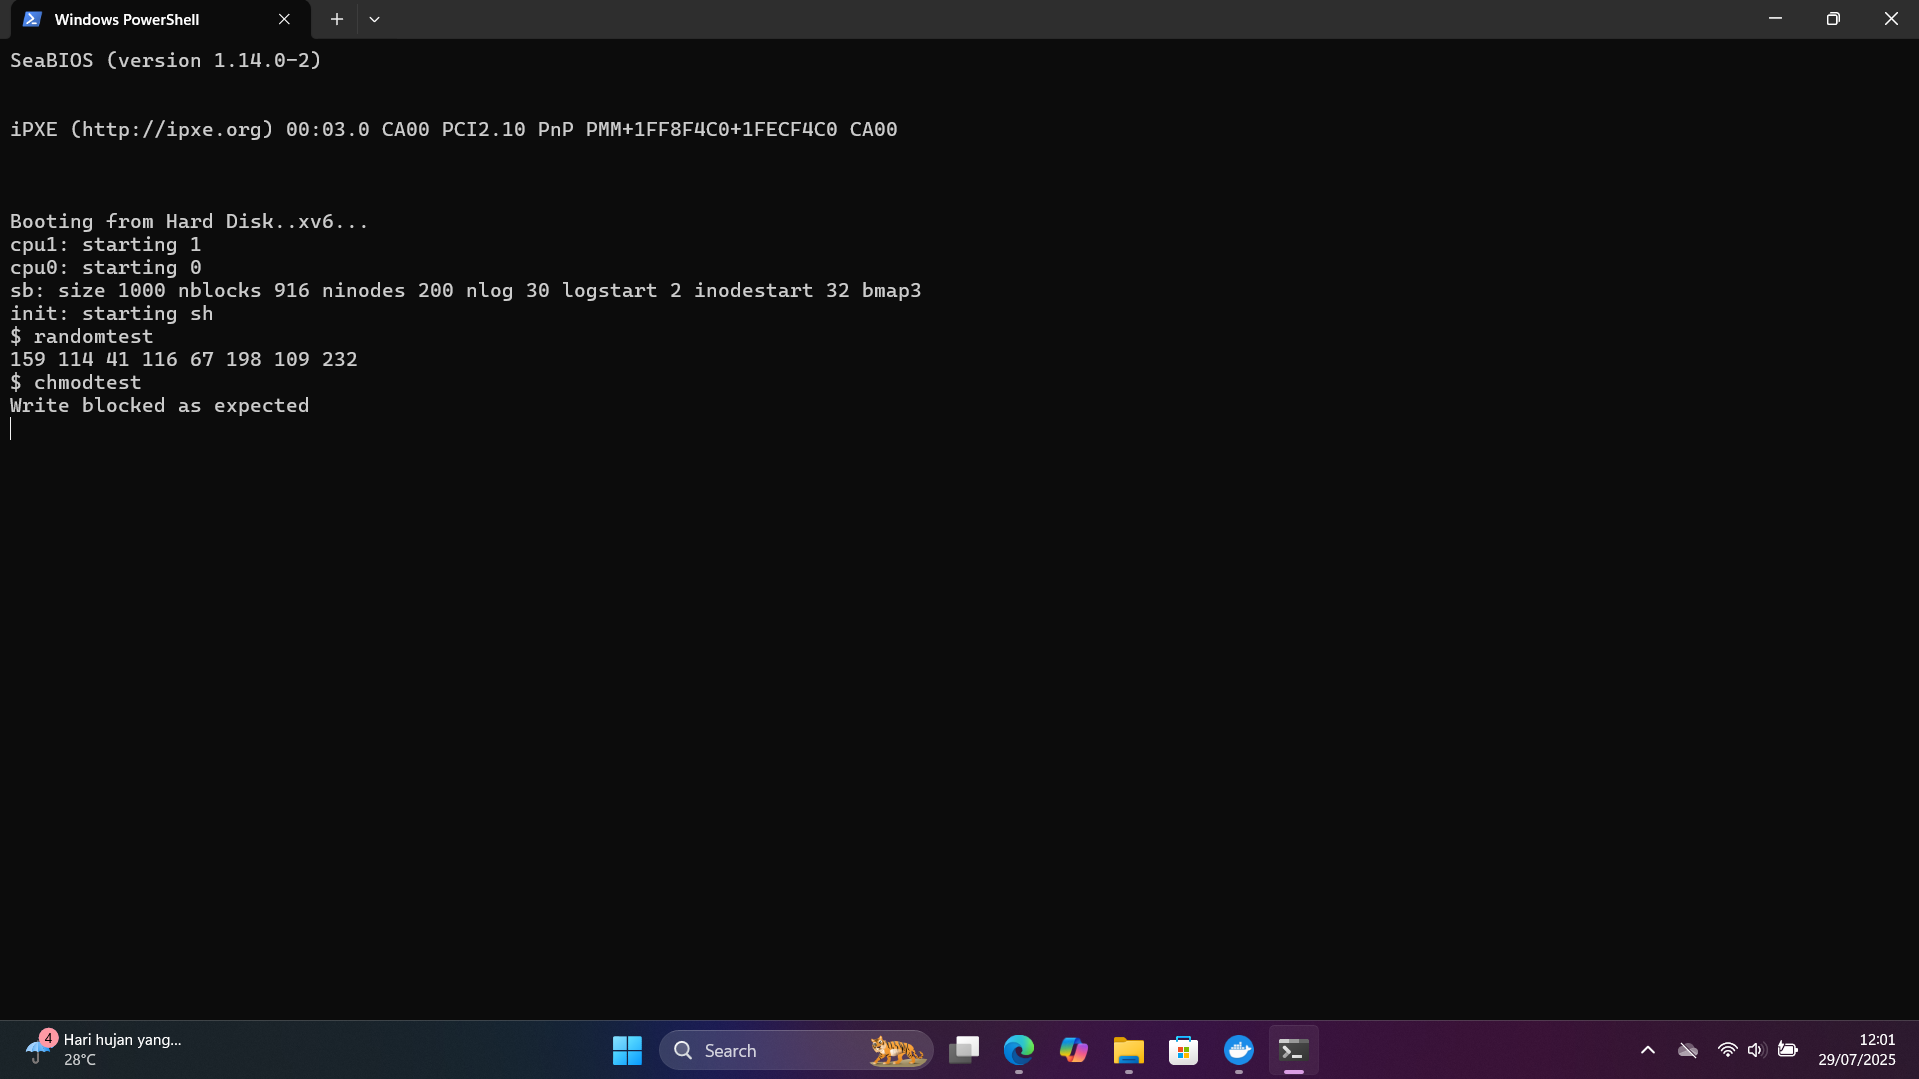 Windows PowerShell
SeaBIOS (version 1.14.0-2)
iPXE (http://ipxe.org) 00:03.0 CA00 PCI2.10 PnP PMM+1FF8F4C0+1FECF4C0 CA00
Booting from Hard Disk..xv6...
cpu1: starting 1
cpu0: starting 0
sb: size 1000 nblocks 916 ninodes 200 nlog 30 logstart 2 inodestart 32 bmap3
init: starting sh
$ randomtest
159 114 41 116 67 198 109 232
$ chmodtest
Write blocked as expected
4
Hari hujan yang...
28°C
Search
12:01
29/07/2025